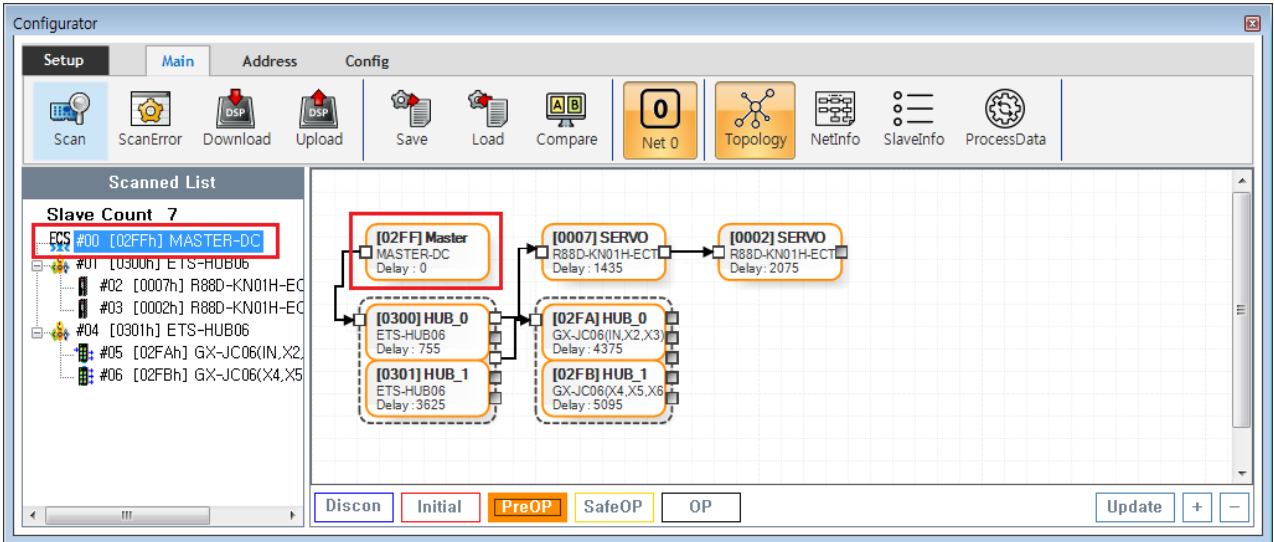 Configurator
Setup Main Address Config
Scan ScanError Download Upload Save Load Compare Net 0 Topology NetInfo SlaveInfo ProcessData
DSP DSP A B 0
Scanned List
Slave Count 7
ECS #00 [02FFh] MASTER-DC
#01 [0300h] ETS-HUB06
#02 [0007h] R88D-KN01H-EC
#03 [0002h] R88D-KN01H-EC
#04 [0301h] ETS-HUB06
#05 [02FAh] GX-JC06(IN,X2,
#06 [02FBh] GX-JC06(X4,X5
[02FF] Master
MASTER-DC
Delay : 0
[0007] SERVO
R88D-KN01H-ECT
Delay : 1435
[0002] SERVO
R88D-KN01H-ECT
Delay : 2075
[0300] HUB_0
ETS-HUB06
Delay : 755
[0301] HUB_1
ETS-HUB06
Delay : 3625
[02FA] HUB_0
GX-JC06(IN,X2,X3)
Delay : 4375
[02FB] HUB_1
GX-JC06(X4,X5,X6
Delay : 5095
Discon Initial PreOP SafeOP OP Update + −